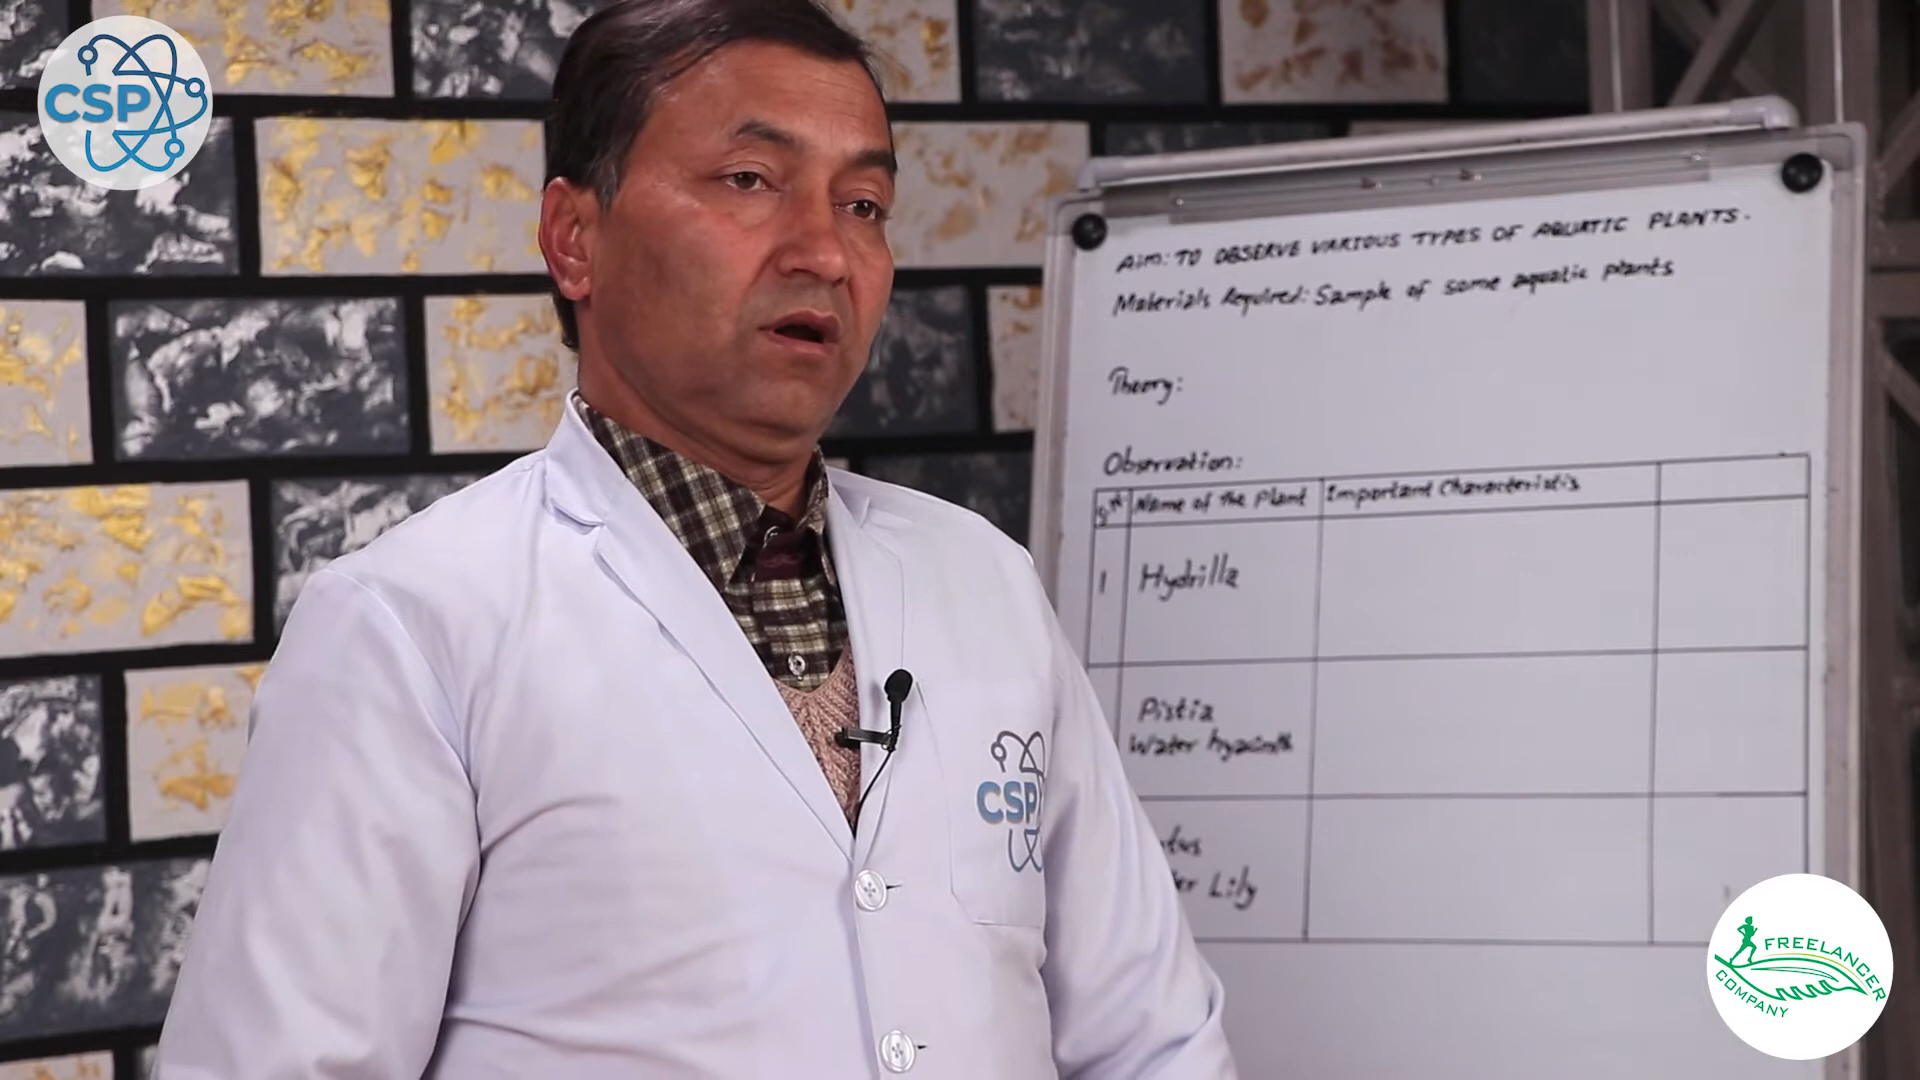 CSP
AIM: TO OBSERVE VARIOUS TYPES OF AQUATIC PLANTS.
Materials Required: Sample of some aquatic plants
Theory:
Observation:
Name of the Plant Important Characteristis
1 Hydrilla
Pistia
Water hyacinth
Lily
CSP
FREELANCER
COMPANY